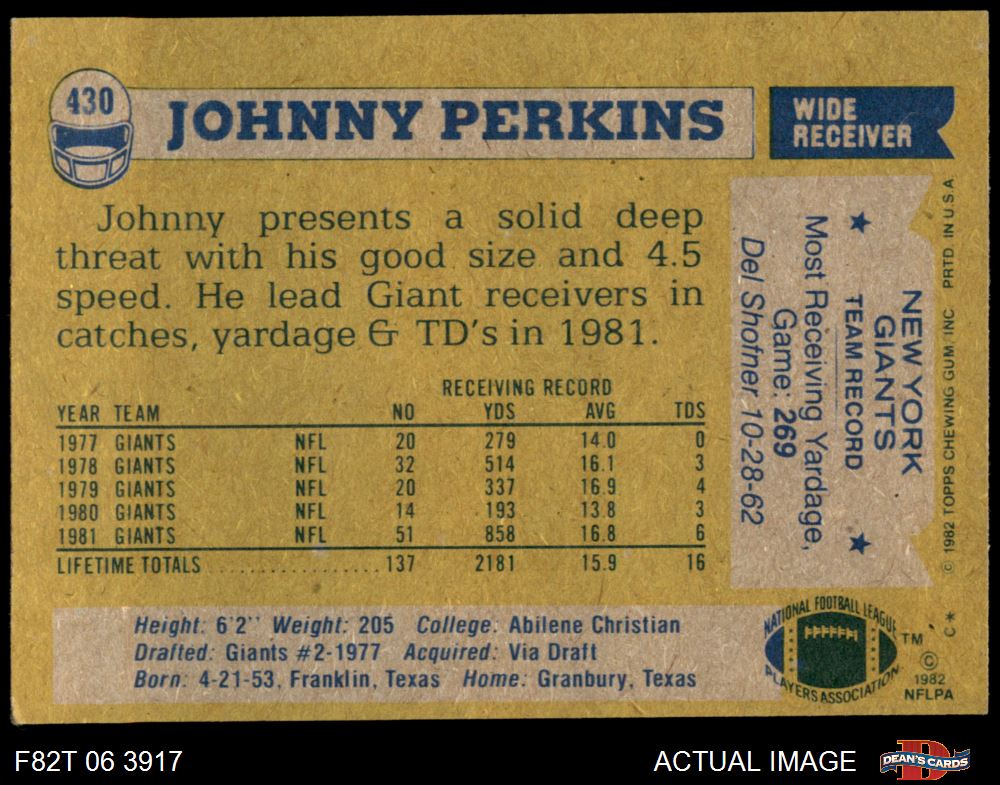 430
JOHNNY PERKINS
WIDE
RECEIVER
Johnny presents a solid deep
threat with his good size and 4.5
speed. He lead Giant receivers in
catches, yardage & TD's in 1981.
RECEIVING RECORD
YEAR TEAM NO YDS AVG TDS
1977 GIANTS NFL 20 279 14.0 0
1978 GIANTS NFL 32 514 16.1 3
1979 GIANTS NFL 20 337 16.9 4
1980 GIANTS NFL 14 193 13.8 3
1981 GIANTS NFL 51 858 16.8 6
LIFETIME TOTALS ................ 137 2181 15.9 16
NEW YORK
GIANTS
★ TEAM RECORD ★
Most Receiving Yardage,
Game: 269
Del Shofner 10-28-62
© 1982 TOPPS CHEWING GUM, INC PRTD IN U.S.A
C*
Height: 6'2" Weight: 205 College: Abilene Christian
Drafted: Giants #2-1977 Acquired: Via Draft
Born: 4-21-53, Franklin, Texas Home: Granbury, Texas
NATIONAL FOOTBALL LEAGUE
PLAYERS ASSOCIATION
TM
©
1982
NFLPA
F82T 06 3917
ACTUAL IMAGE
D
DEAN'S CARDS